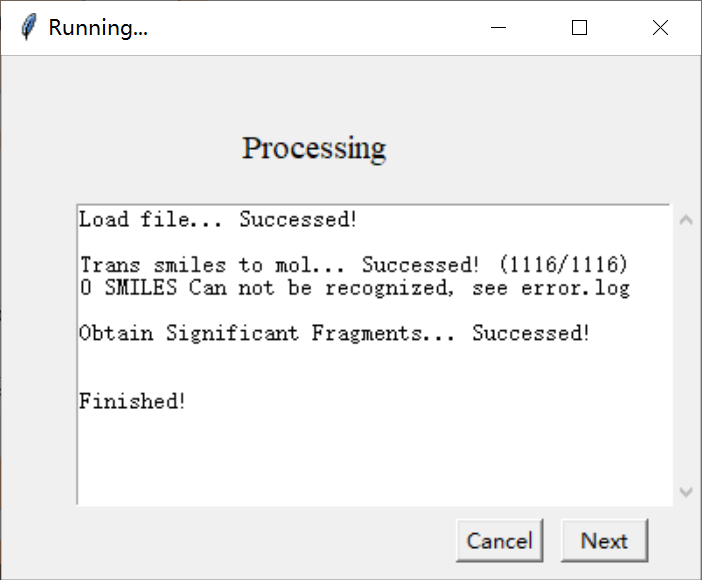 Running...
Processing
Load file... Successed!
Trans smiles to mol... Successed! (1116/1116)
0 SMILES Can not be recognized, see error.log
Obtain Significant Fragments... Successed!
Finished!
Cancel Next